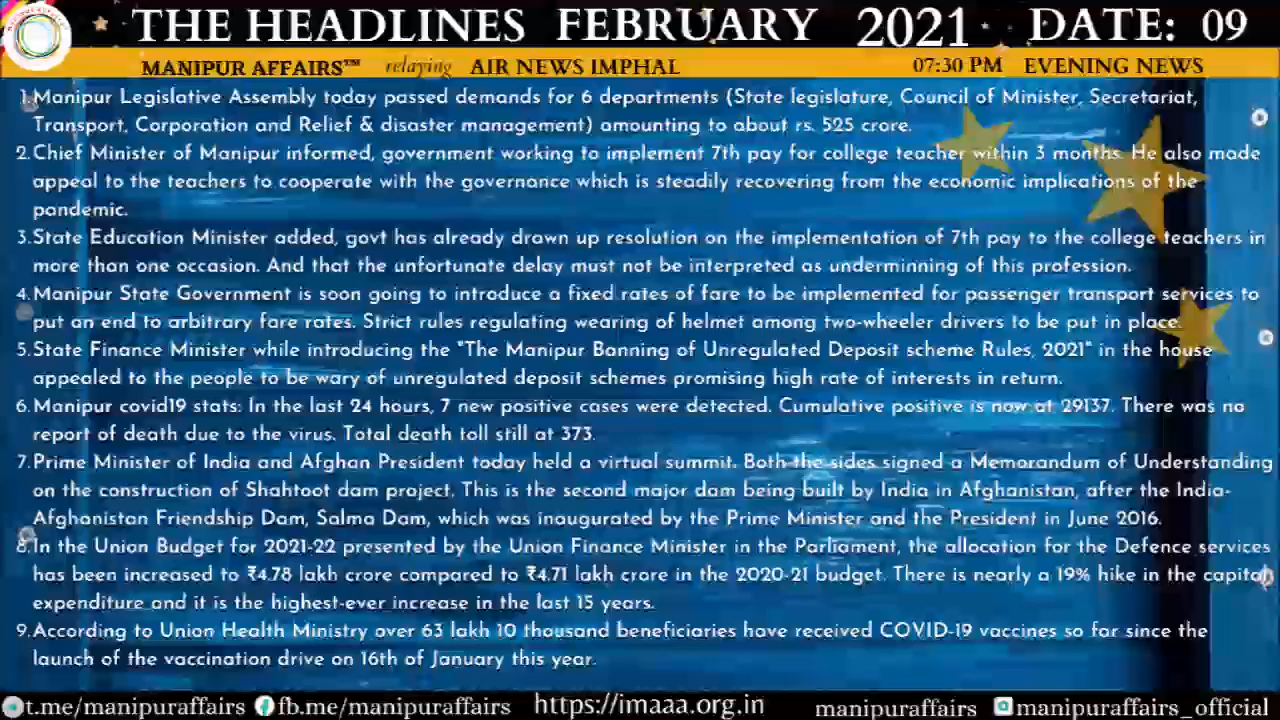 THE HEADLINES FEBRUARY 2021 DATE: 09
MANIPUR AFFAIRS™ relaying AIR NEWS IMPHAL 07:30 PM EVENING NEWS
1.Manipur Legislative Assembly today passed demands for 6 departments (State legislature, Council of Minister, Secretariat,
Transport, Corporation and Relief & disaster management) amounting to about rs. 525 crore.
2.Chief Minister of Manipur informed, government working to implement 7th pay for college teacher within 3 months. He also made
appeal to the teachers to cooperate with the governance which is steadily recovering from the economic implications of the
pandemic.
3.State Education Minister added, govt has already drawn up resolution on the implementation of 7th pay to the college teachers in
more than one occasion. And that the unfortunate delay must not be interpreted as underminning of this profession.
4.Manipur State Government is soon going to introduce a fixed rates of fare to be implemented for passenger transport services to
put an end to arbitrary fare rates. Strict rules regulating wearing of helmet among two-wheeler drivers to be put in place.
5.State Finance Minister while introducing the "The Manipur Banning of Unregulated Deposit scheme Rules, 2021" in the house
appealed to the people to be wary of unregulated deposit schemes promising high rate of interests in return.
6.Manipur covid19 stats: In the last 24 hours, 7 new positive cases were detected. Cumulative positive is now at 29137. There was no
report of death due to the virus. Total death toll still at 373.
7.Prime Minister of India and Afghan President today held a virtual summit. Both the sides signed a Memorandum of Understanding
on the construction of Shahtoot dam project. This is the second major dam being built by India in Afghanistan, after the India-
Afghanistan Friendship Dam, Salma Dam, which was inaugurated by the Prime Minister and the President in June 2016.
8.In the Union Budget for 2021-22 presented by the Union Finance Minister in the Parliament, the allocation for the Defence services
has been increased to ₹4.78 lakh crore compared to ₹4.71 lakh crore in the 2020-21 budget. There is nearly a 19% hike in the capital
expenditure and it is the highest-ever increase in the last 15 years.
9.According to Union Health Ministry over 63 lakh 10 thousand beneficiaries have received COVID-19 vaccines so far since the
launch of the vaccination drive on 16th of January this year.
t.me/manipuraffairs fb.me/manipuraffairs https://imaaa.org.in manipuraffairs manipuraffairs_official